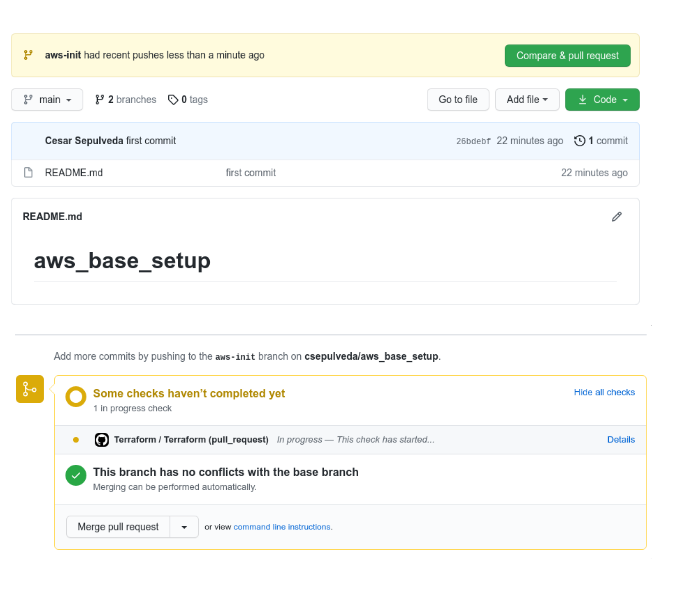 aws-init had recent pushes less than a minute ago Compare & pull request
main 2 branches 0 tags Go to file Add file Code
Cesar Sepulveda first commit 26bdebf 22 minutes ago 1 commit
README.md first commit 22 minutes ago
README.md
aws_base_setup
Add more commits by pushing to the aws-init branch on csepulveda/aws_base_setup.
Some checks haven't completed yet Hide all checks
1 in progress check
Terraform / Terraform (pull_request) In progress — This check has started... Details
This branch has no conflicts with the base branch
Merging can be performed automatically.
Merge pull request or view command line instructions.